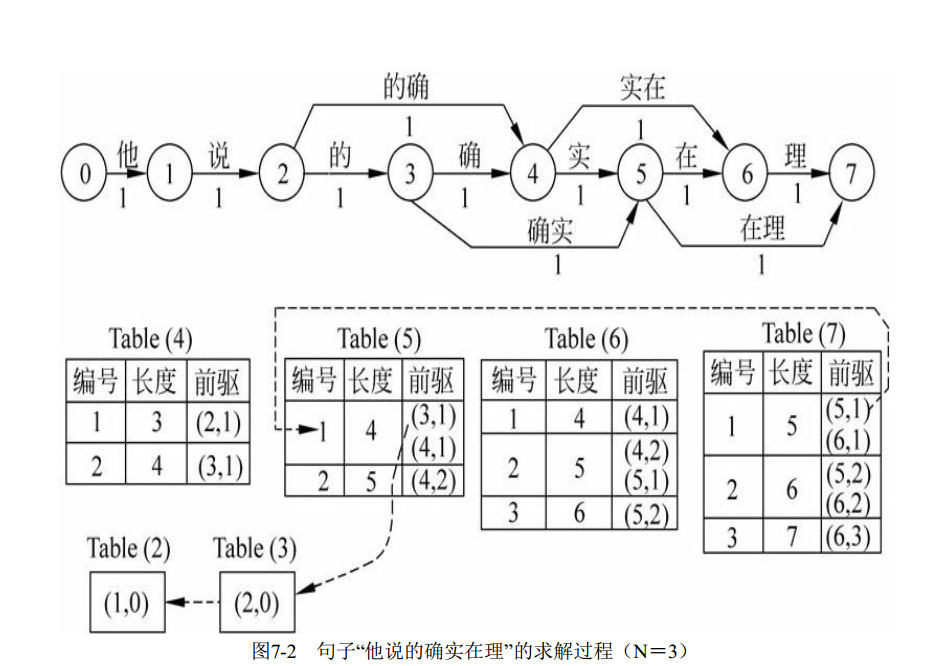 的确 实在
1 1
0 他 1 说 2 的 3 确 4 实 5 在 6 理 7
1 1 1 1 1 1 1
确实 在理
1 1
Table (4)
编号 长度 前驱
1 3 (2,1)
2 4 (3,1)
Table (5)
编号 长度 前驱
1 4 (3,1)
(4,1)
2 5 (4,2)
Table (6)
编号 长度 前驱
1 4 (4,1)
2 5 (4,2)
(5,1)
3 6 (5,2)
Table (7)
编号 长度 前驱
1 5 (5,1)
(6,1)
2 6 (5,2)
(6,2)
3 7 (6,3)
Table (2) Table (3)
(1,0) (2,0)
图7-2 句子“他说的确实在理”的求解过程（N＝3）